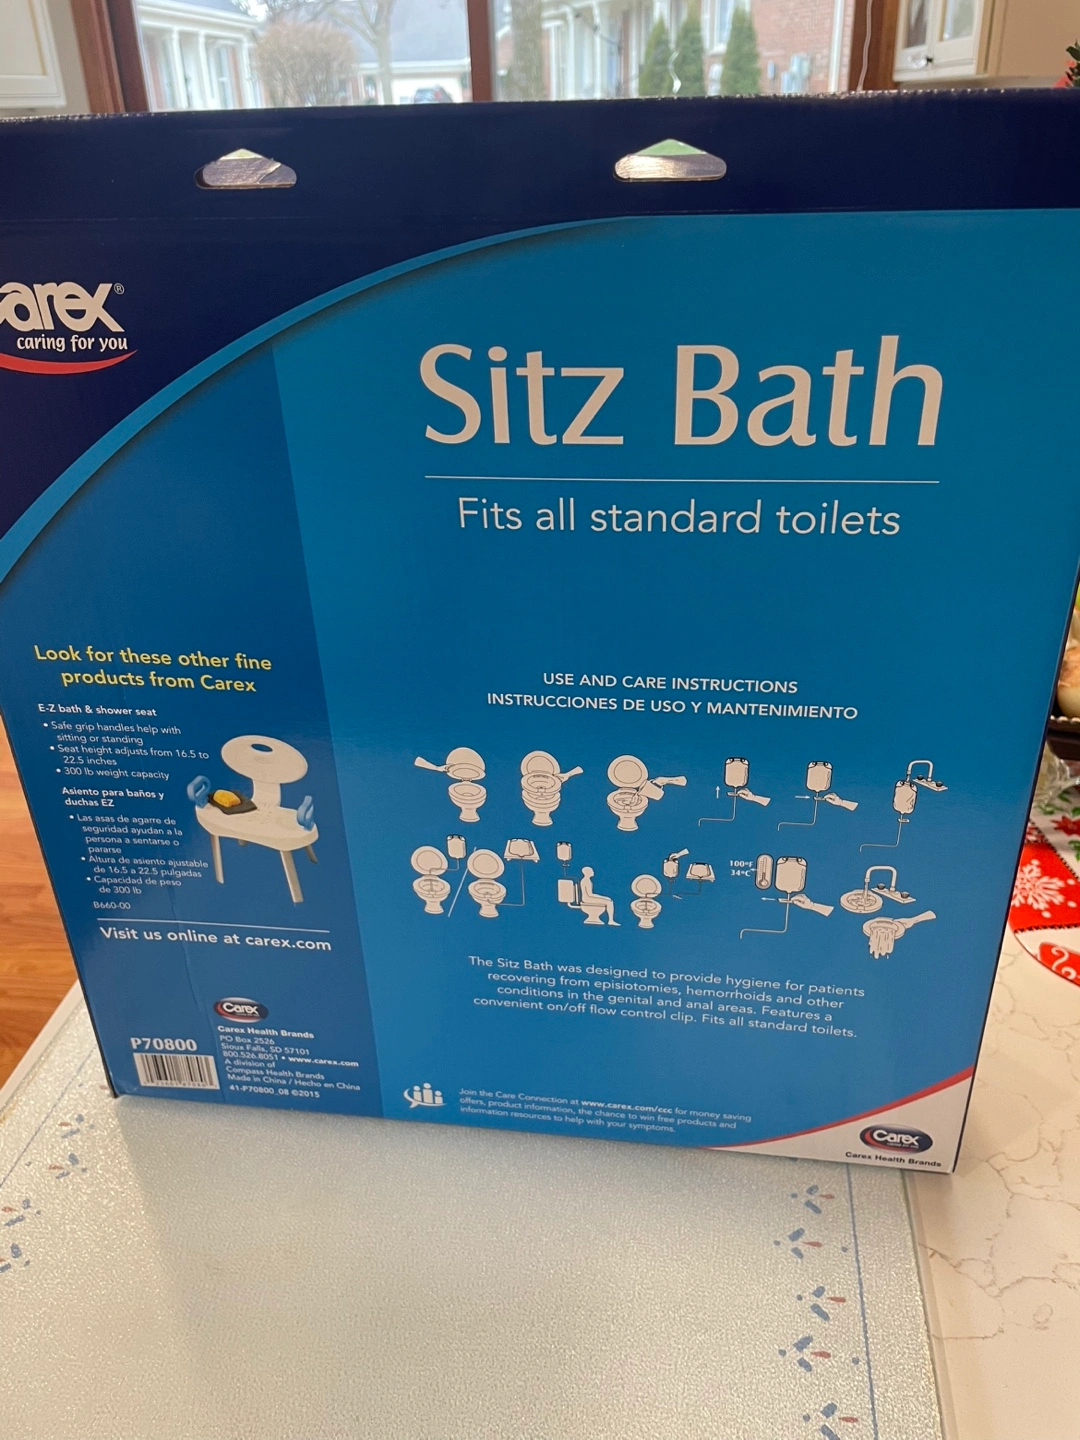 Carex®
caring for you
Sitz Bath
Fits all standard toilets
Look for these other fine
products from Carex
E-Z bath & shower seat
• Safe grip handles help with
sitting or standing
• Seat height adjusts from 16.5 to
22.5 inches
• 300 lb weight capacity
Asiento para baños y
duchas EZ
• Las asas de agarre de
seguridad ayudan a la
persona a sentarse o
pararse
• Altura de asiento ajustable
de 16.5 a 22.5 pulgadas
• Capacidad de peso
de 300 lb
B660-00
Visit us online at carex.com
USE AND CARE INSTRUCTIONS
INSTRUCCIONES DE USO Y MANTENIMIENTO
100°F
34°C
The Sitz Bath was designed to provide hygiene for patients
recovering from episiotomies, hemorrhoids and other
conditions in the genital and anal areas. Features a
convenient on/off flow control clip. Fits all standard toilets.
P70800
Carex
Carex Health Brands
PO Box 2526
Sioux Falls, SD 57101
800.526.8051 • www.carex.com
A division of
Compass Health Brands
Made in China / Hecho en China
41-P70800_08 ©2015
Join the Care Connection at www.carex.com/ccc for money saving
offers, product information, the chance to win free products and
information resources to help with your symptoms.
Carex
Carex Health Brands